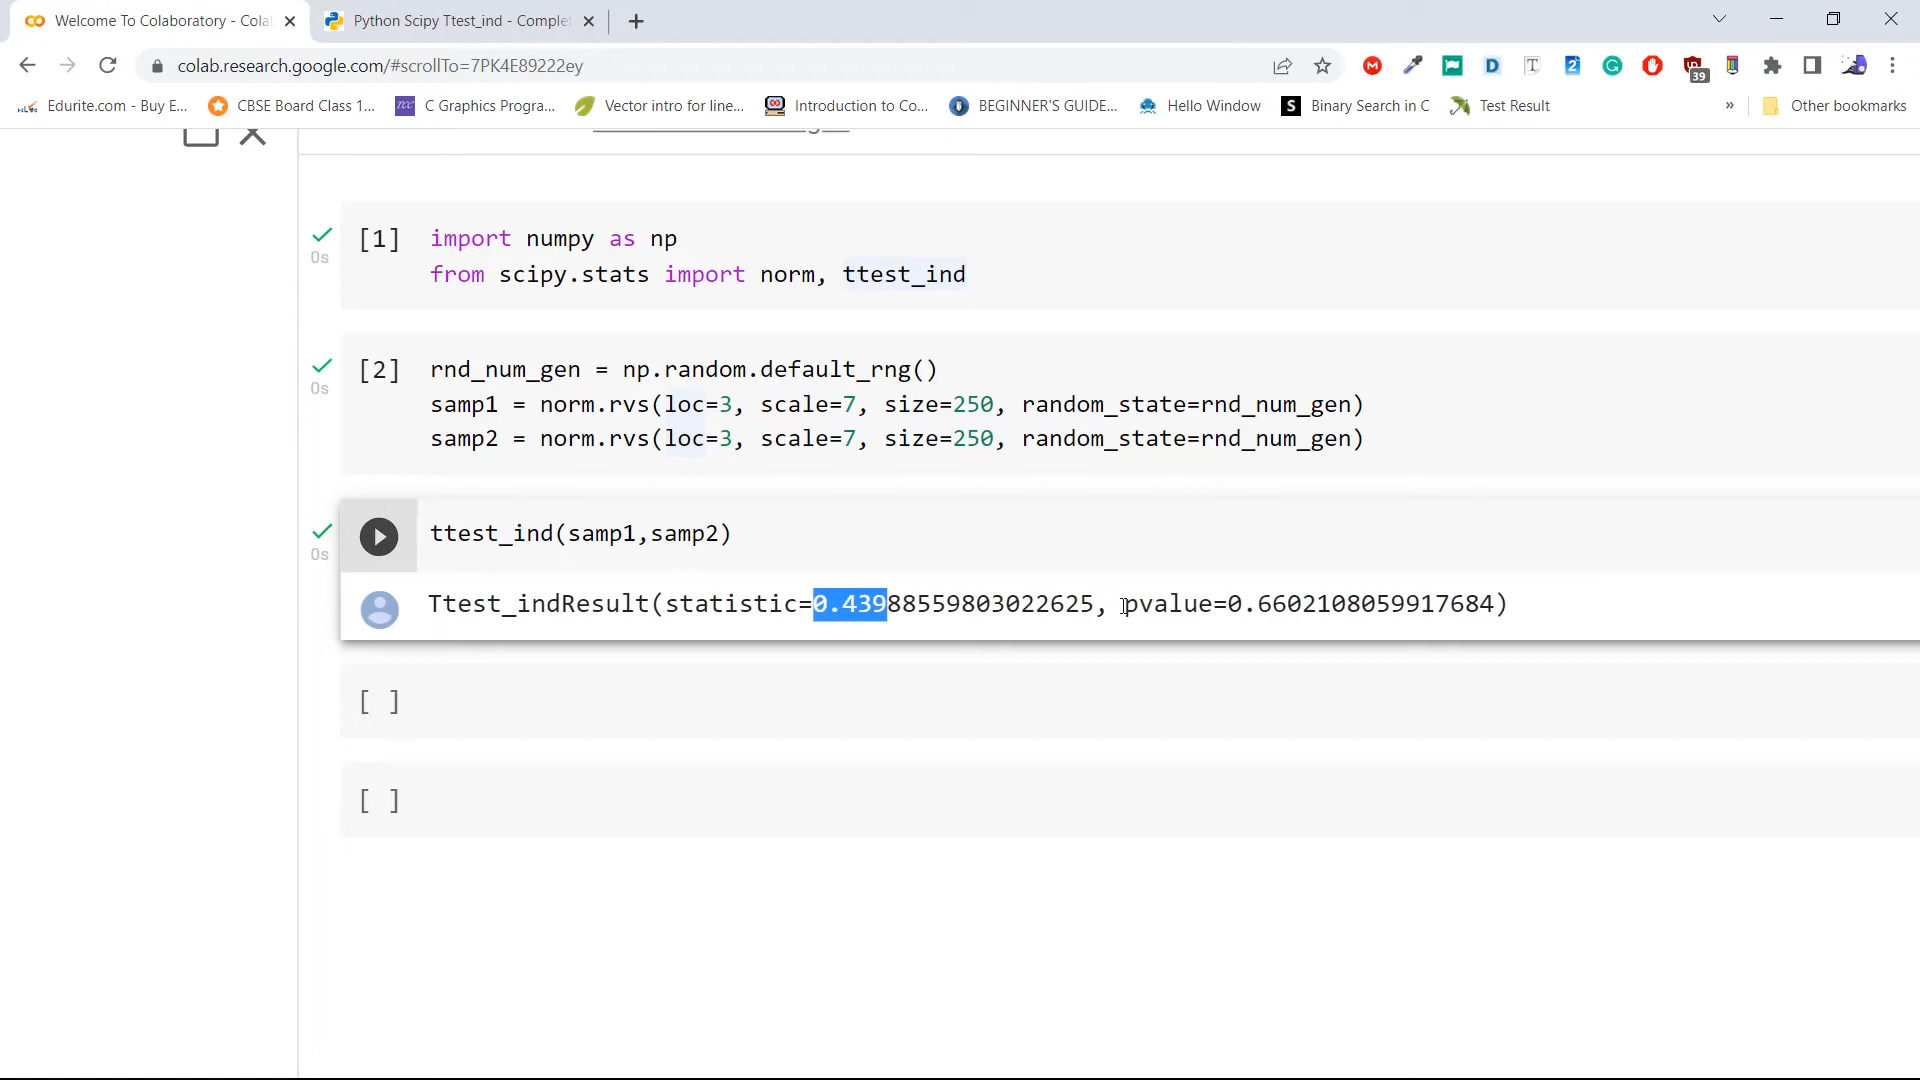 Welcome To Colaboratory - Cola
Python Scipy Ttest_ind - Complet
colab.research.google.com/#scrollTo=7PK4E89222ey
39
Edurite.com - Buy E...
CBSE Board Class 1...
C Graphics Progra...
Vector intro for line...
Introduction to Co...
BEGINNER'S GUIDE...
Hello Window
Binary Search in C
Test Result
»
Other bookmarks
0s
[1] import numpy as np
from scipy.stats import norm, ttest_ind
0s
[2] rnd_num_gen = np.random.default_rng()
samp1 = norm.rvs(loc=3, scale=7, size=250, random_state=rnd_num_gen)
samp2 = norm.rvs(loc=3, scale=7, size=250, random_state=rnd_num_gen)
0s
ttest_ind(samp1,samp2)
Ttest_indResult(statistic=0.43988559803022625, pvalue=0.6602108059917684)
[ ]
[ ]